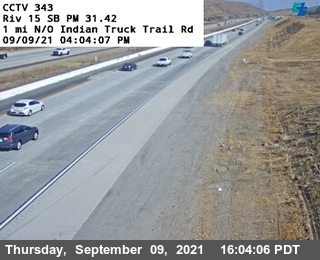 CCTV 343
Riv 15 SB PM 31.42
1 mi N/O Indian Truck Trail Rd
09/09/21 04:04:07 PM
Thursday, September 09, 2021 16:04:06 PDT